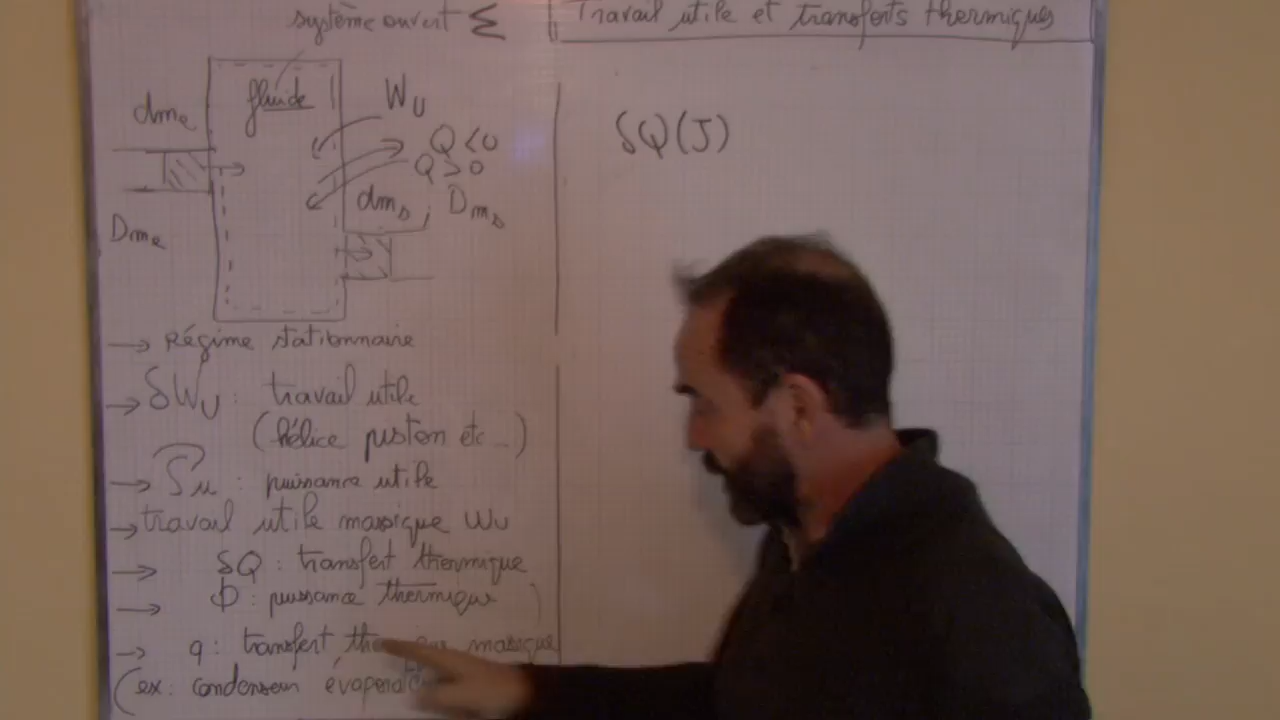 système ouvert Σ
Travail utile et transferts thermiques
fluide
dme
Wu
Q<0
Q>0
dms ; Dms
Dme
→ Régime stationnaire
→ δWu : travail utile
(hélice piston etc...)
→ Pu : puissance utile
→ travail utile massique wu
→ δQ : transfert thermique
→ Φ : puissance thermique
→ q : transfert massique
(ex: condenseur
δQ(J)